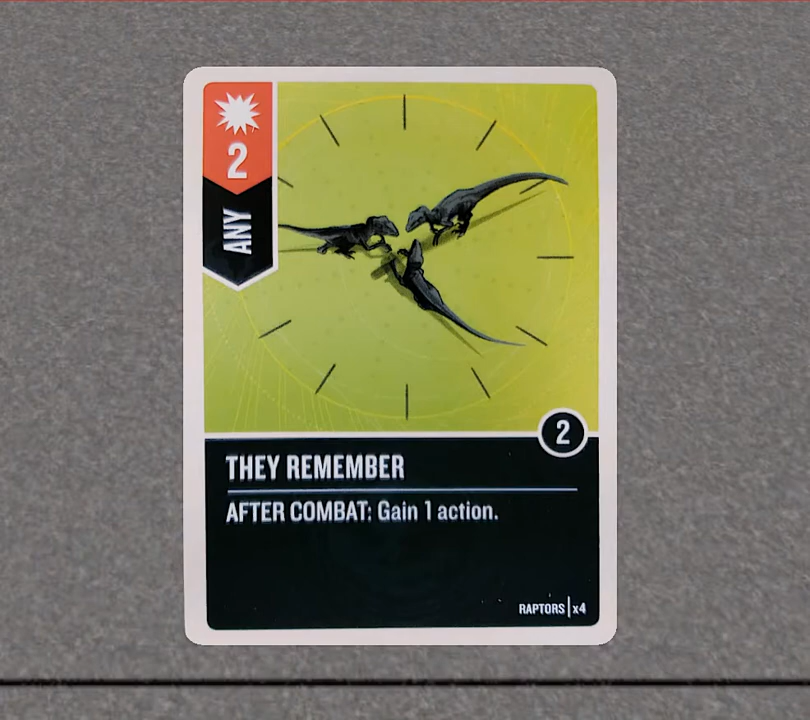 2
ANY
2
THEY REMEMBER
AFTER COMBAT: Gain 1 action.
RAPTORS|x4